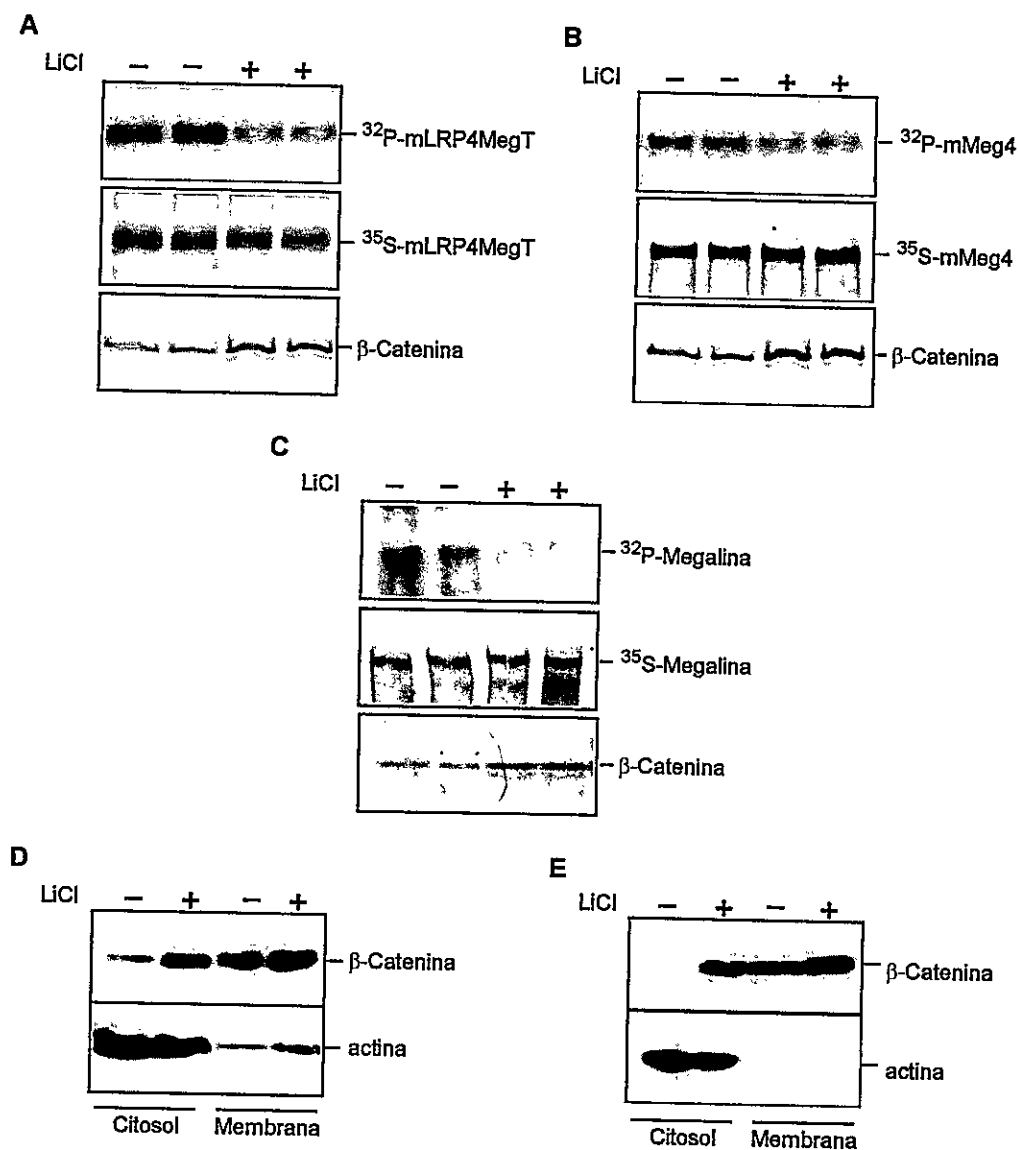 A
LiCl − − + +
³²P-mLRP4MegT
³⁵S-mLRP4MegT
β-Catenina
B
LiCl − − + +
³²P-mMeg4
³⁵S-mMeg4
β-Catenina
C
LiCl − − + +
³²P-Megalina
³⁵S-Megalina
β-Catenina
D
LiCl − + − +
β-Catenina
actina
Citosol Membrana
E
LiCl − + − +
β-Catenina
actina
Citosol Membrana